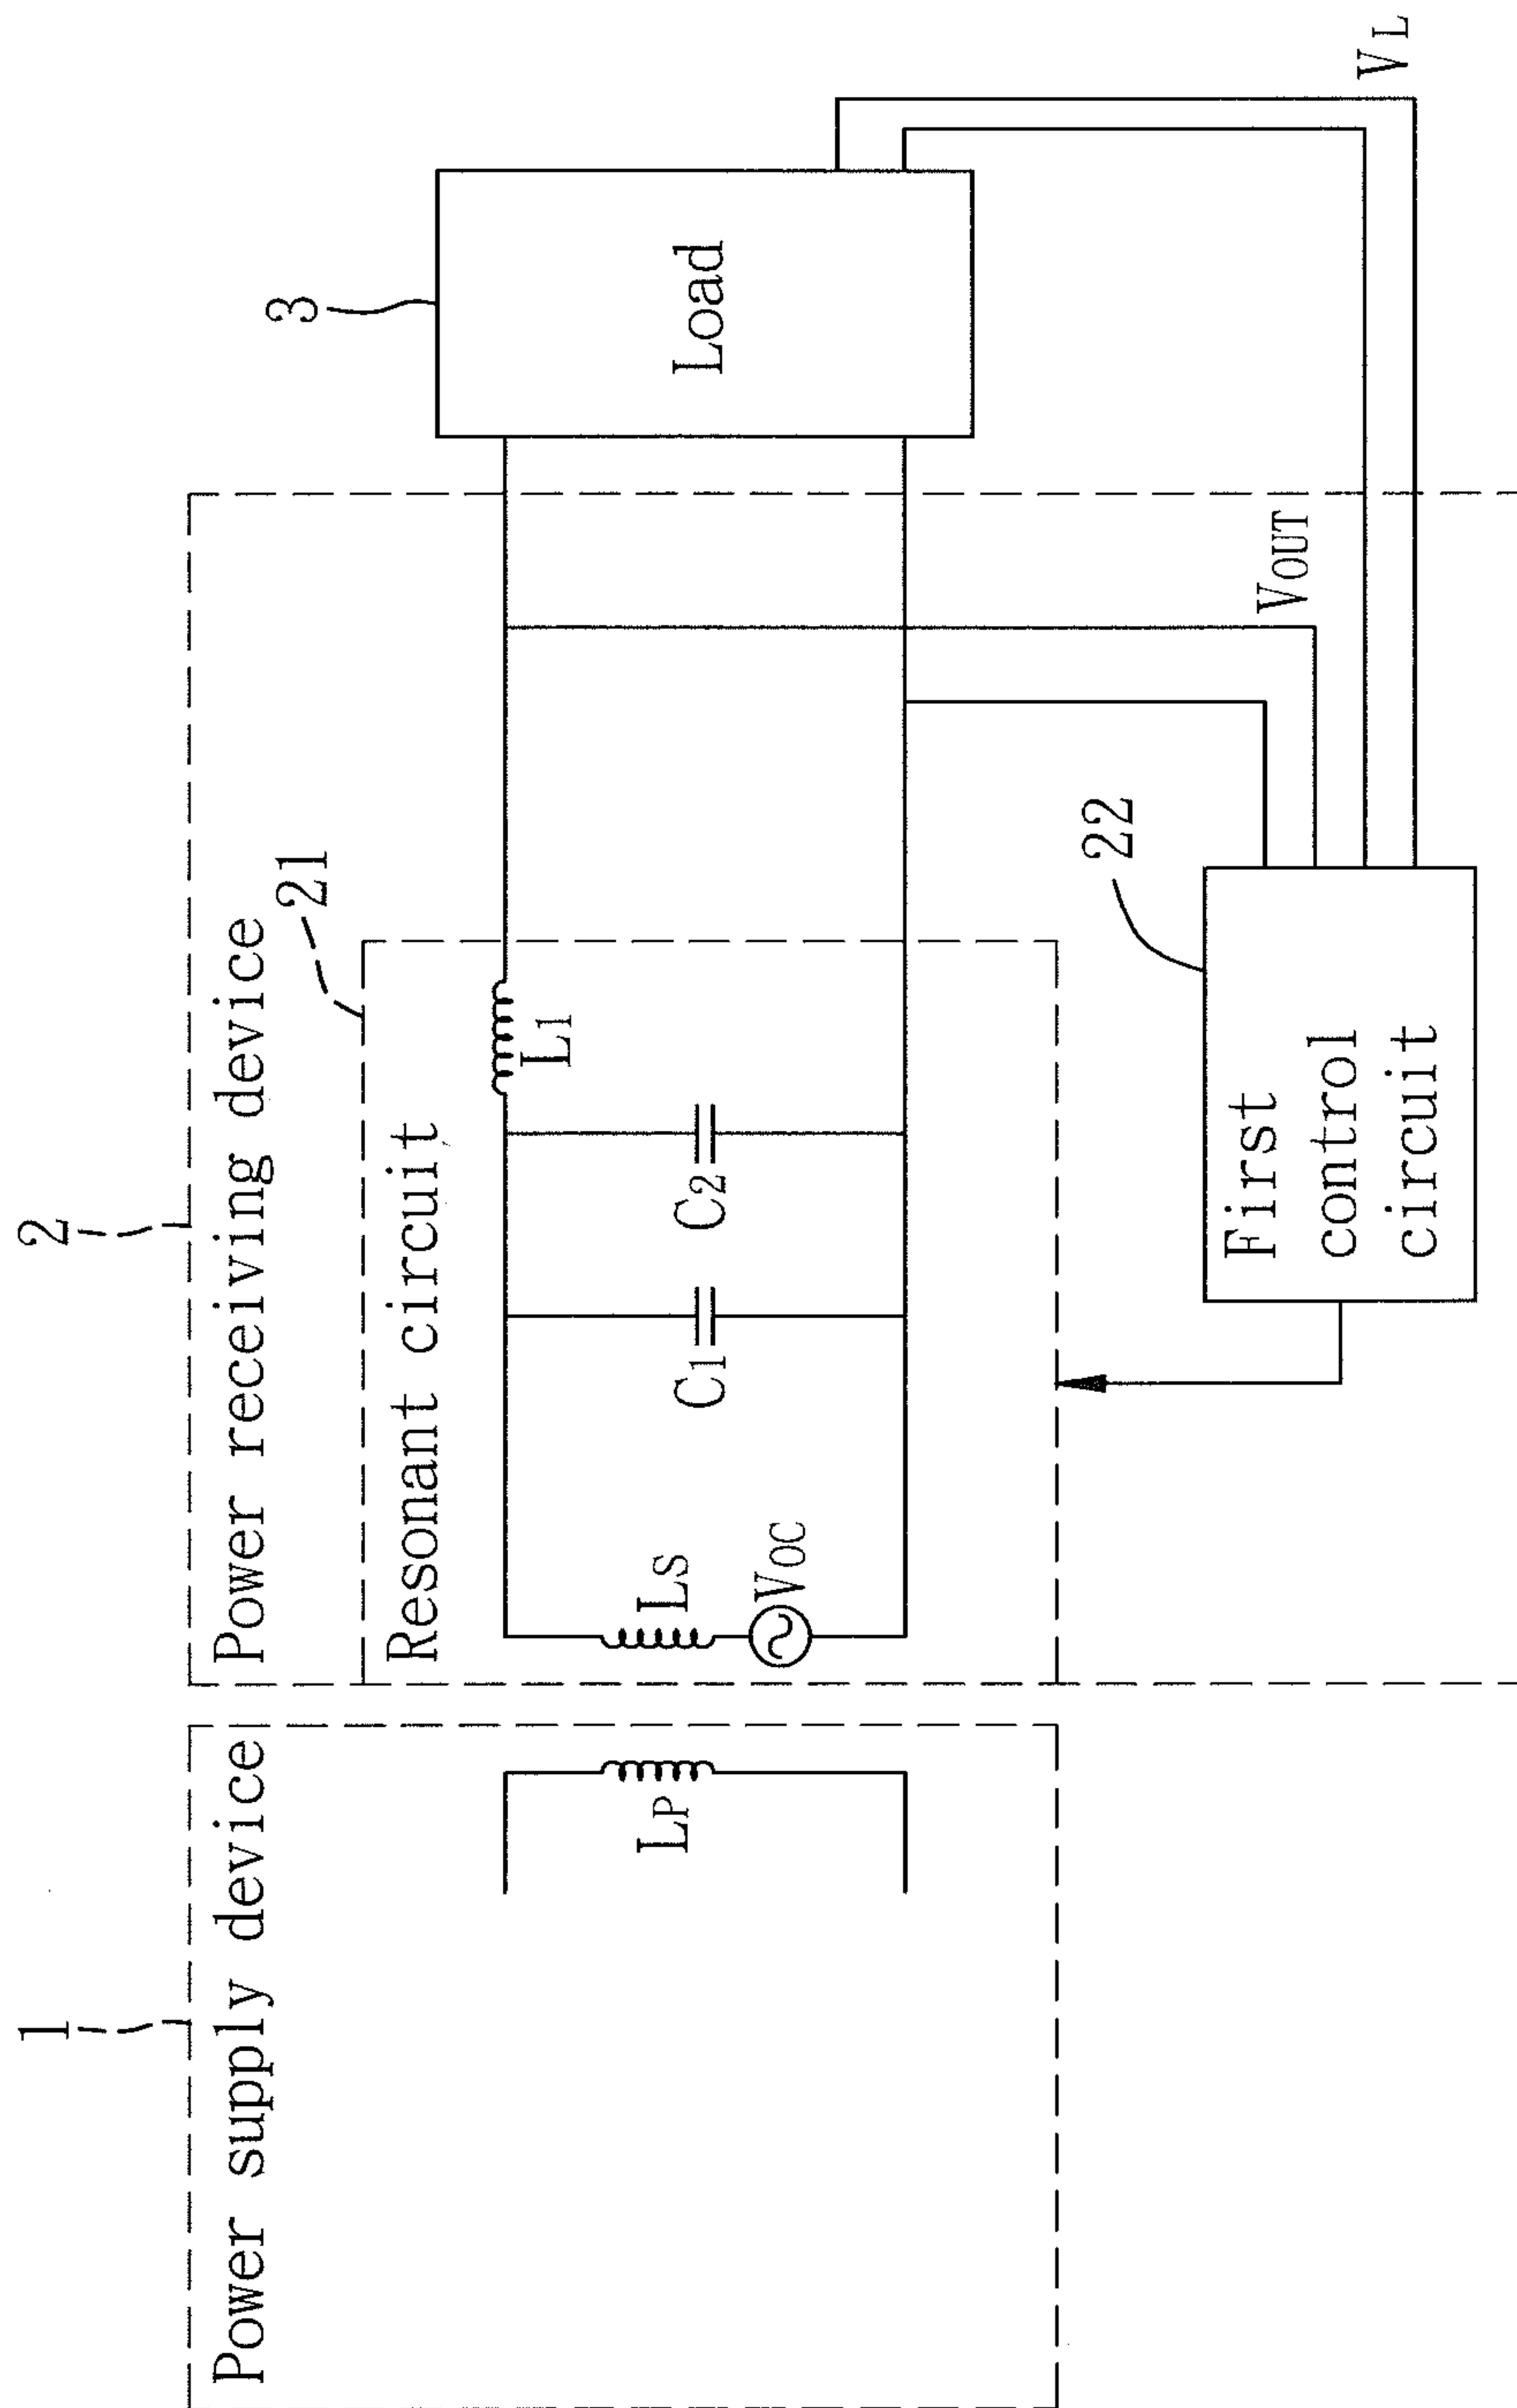 1
Power supply device
LP
2
Power receiving device
21
Resonant circuit
LS
VOC
C1
C2
L1
22
First
control
circuit
VOUT
3
Load
VL